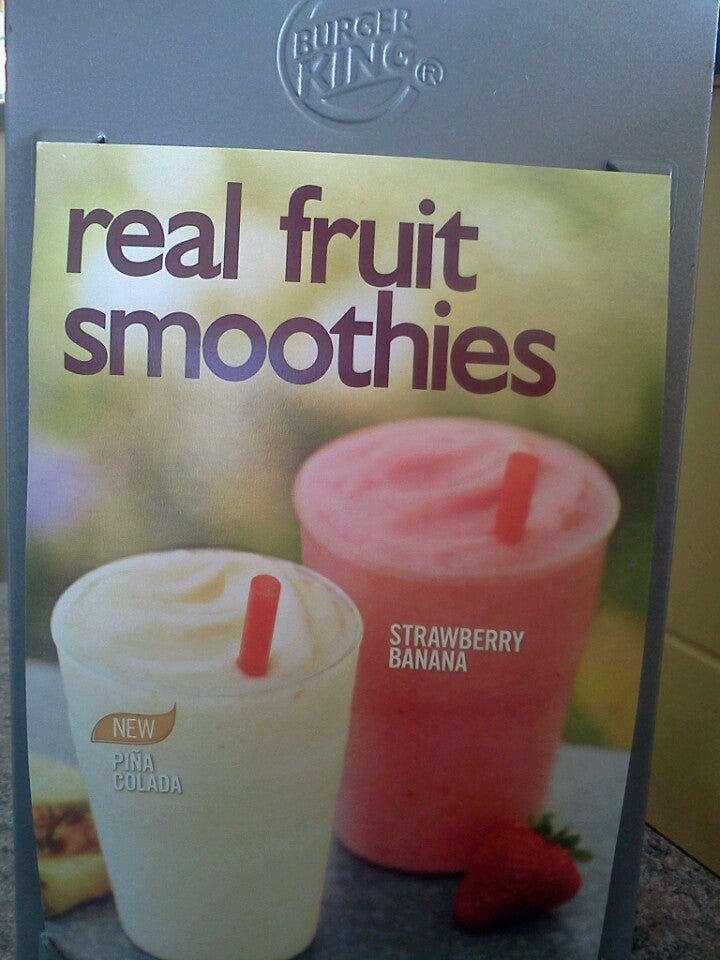 BURGER
KING®
real fruit
smoothies
STRAWBERRY
BANANA
NEW
PIÑA
COLADA